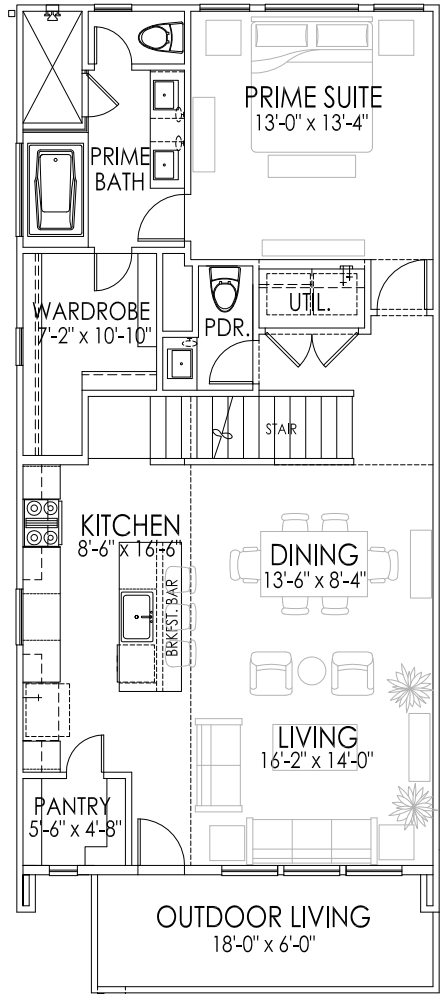 PRIME SUITE
13'-0" x 13'-4"
PRIME
BATH
WARDROBE
7'-2" x 10'-10"
PDR.
UTIL.
STAIR
KITCHEN
8'-6" x 16'-6"
BRKFST. BAR
DINING
13'-6" x 8'-4"
LIVING
16'-2" x 14'-0"
PANTRY
5'-6" x 4'-8"
OUTDOOR LIVING
18'-0" x 6'-0"